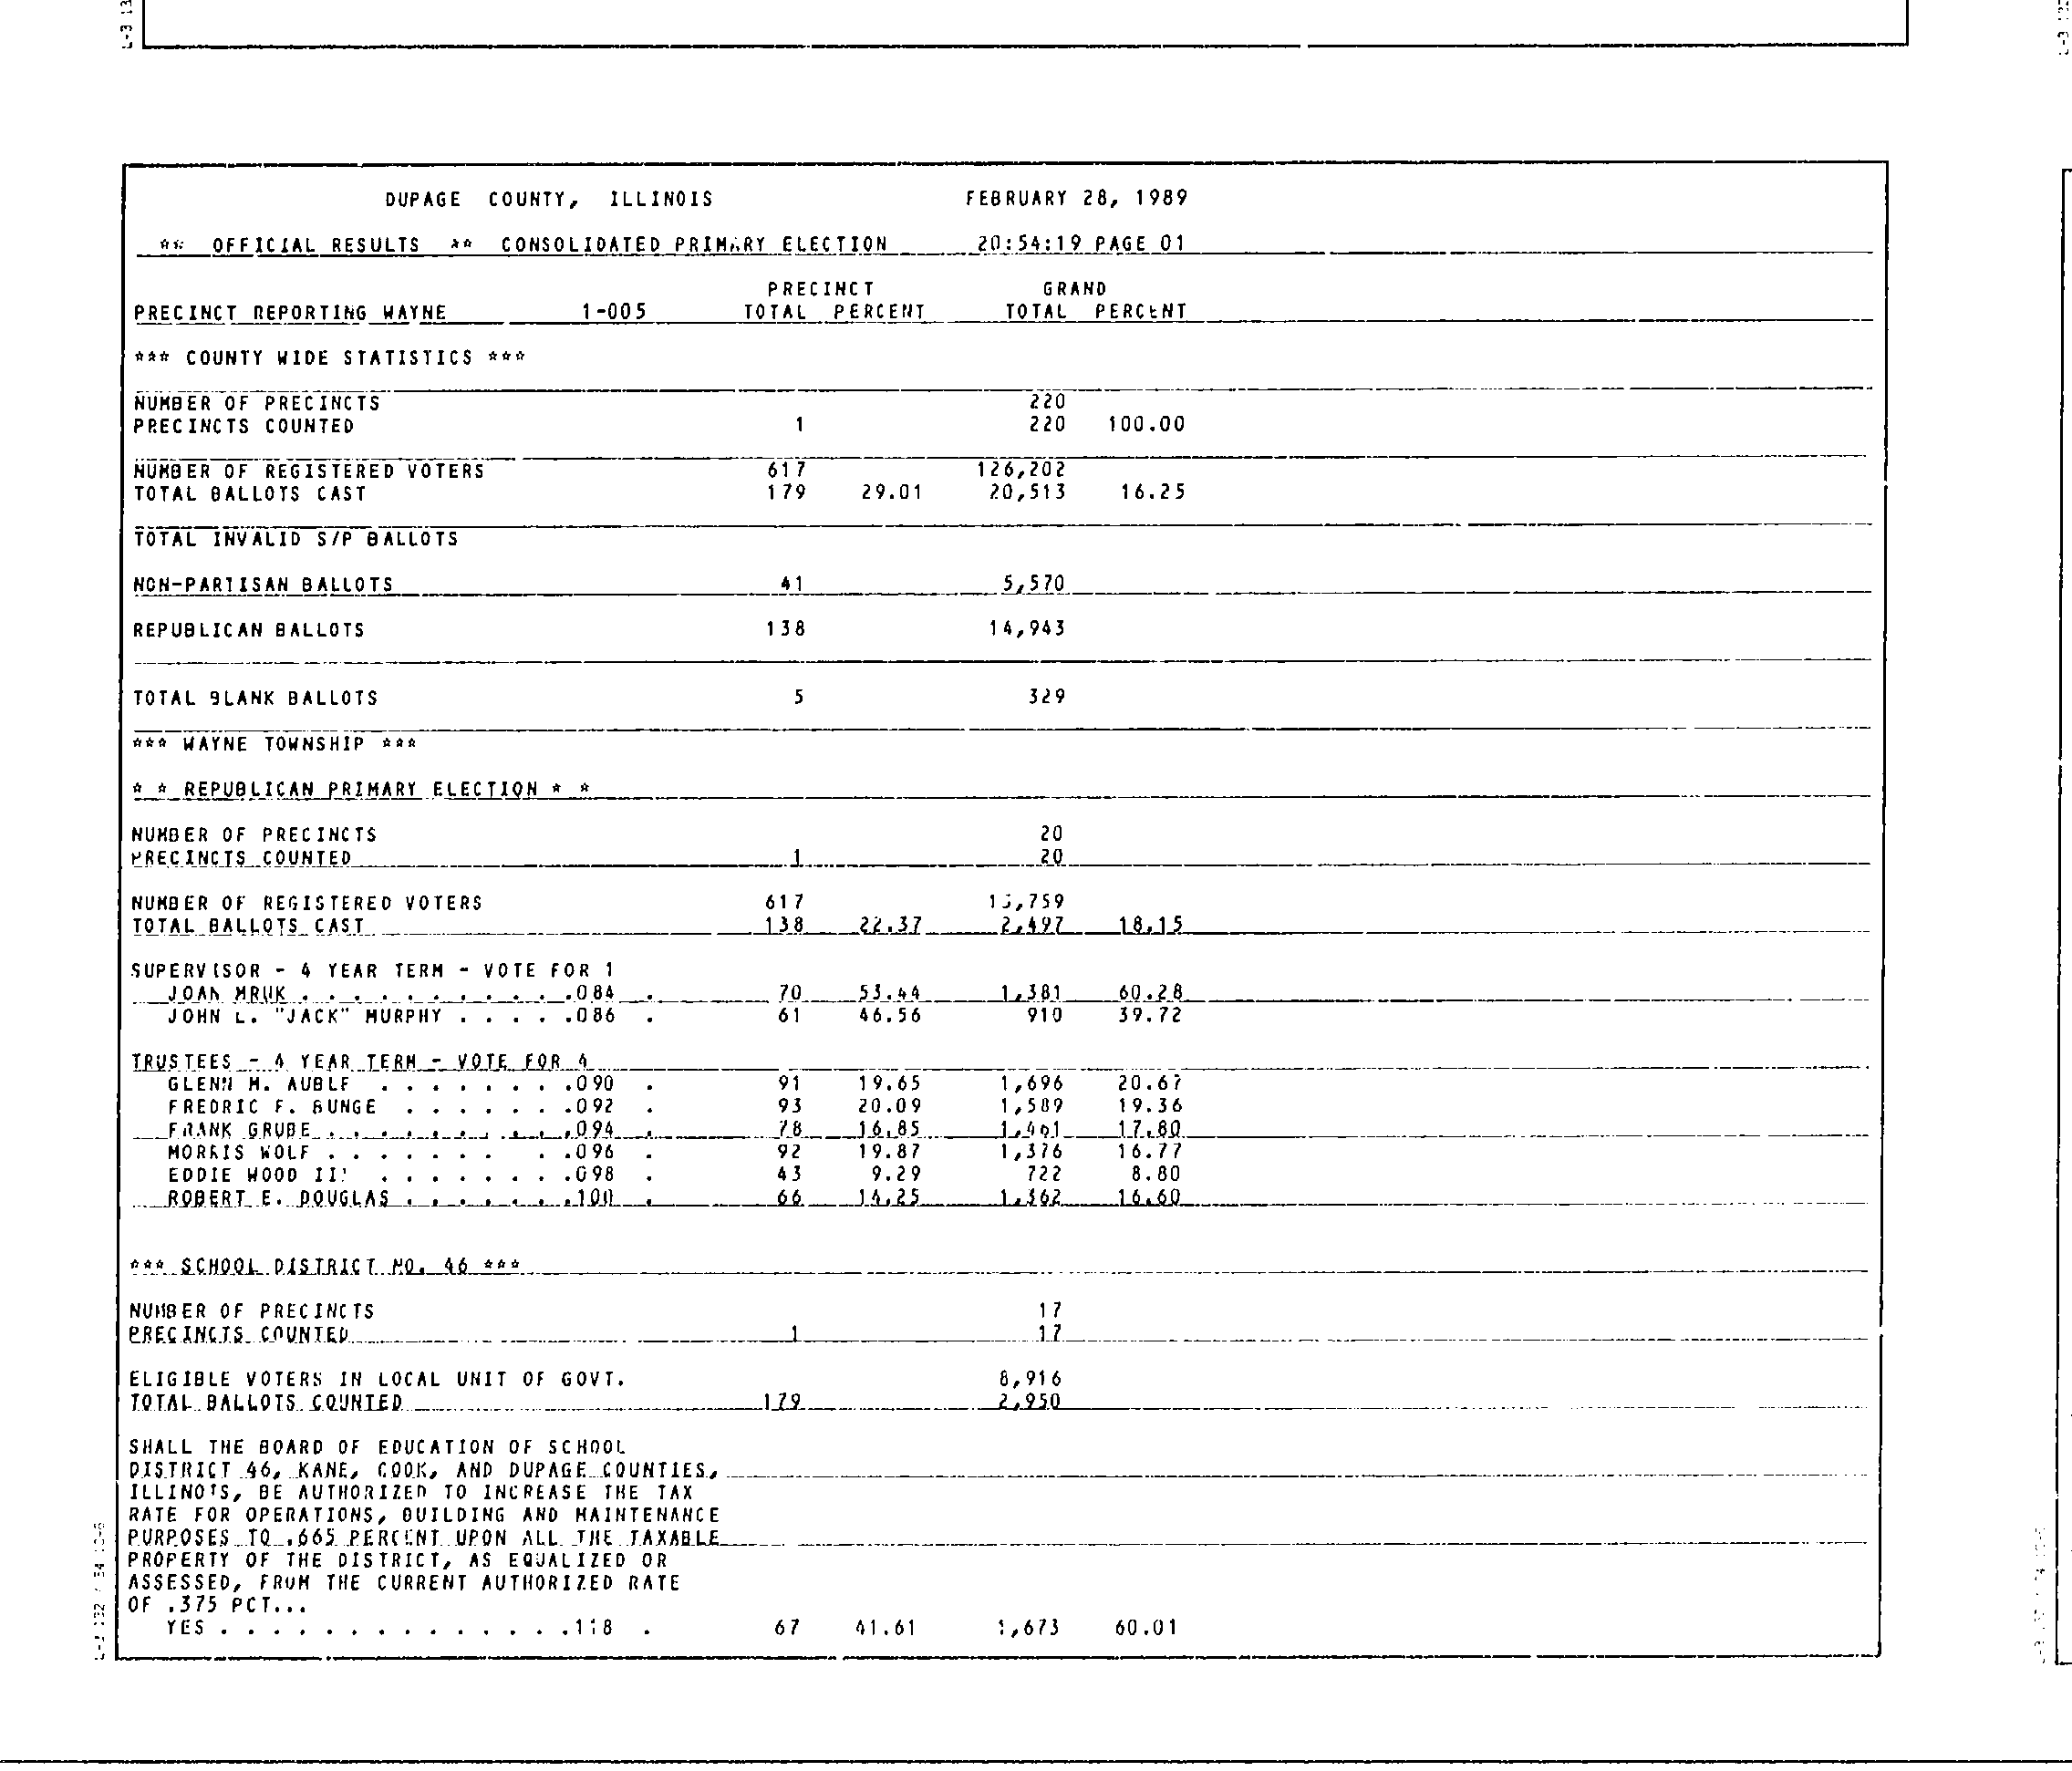 DUPAGE COUNTY, ILLINOIS FEBRUARY 28, 1989
** OFFICIAL RESULTS ** CONSOLIDATED PRIMARY ELECTION 20:54:19 PAGE 01
PRECINCT GRAND
PRECINCT REPORTING WAYNE 1-005 TOTAL PERCENT TOTAL PERCENT
*** COUNTY WIDE STATISTICS ***
NUMBER OF PRECINCTS 220
PRECINCTS COUNTED 1 220 100.00
NUMBER OF REGISTERED VOTERS 617 126,202
TOTAL BALLOTS CAST 179 29.01 20,513 16.25
TOTAL INVALID S/P BALLOTS
NON-PARTISAN BALLOTS 41 5,570
REPUBLICAN BALLOTS 138 14,943
TOTAL BLANK BALLOTS 5 329
*** WAYNE TOWNSHIP ***
* * REPUBLICAN PRIMARY ELECTION * *
NUMBER OF PRECINCTS 20
PRECINCTS COUNTED 1 20
NUMBER OF REGISTERED VOTERS 617 13,759
TOTAL BALLOTS CAST 138 22.37 2,497 18.15
SUPERVISOR - 4 YEAR TERM - VOTE FOR 1
JOAN MRUK . . . . . . . . . . .084 . 70 53.44 1,381 60.28
JOHN L. "JACK" MURPHY . . . . .086 . 61 46.56 910 39.72
TRUSTEES - 4 YEAR TERM - VOTE FOR 4
GLENN M. AUBLE . . . . . . . .090 . 91 19.65 1,696 20.67
FREDRIC F. BUNGE . . . . . . .092 . 93 20.09 1,589 19.36
FRANK GRUBE . . . . . . . . . .094 . 78 16.85 1,461 17.80
MORRIS WOLF . . . . . . . . .096 . 92 19.87 1,376 16.77
EDDIE WOOD III . . . . . . . .098 . 43 9.29 722 8.80
ROBERT E. DOUGLAS . . . . . . .100 . 66 14.25 1,362 16.60
*** SCHOOL DISTRICT NO. 46 ***
NUMBER OF PRECINCTS 17
PRECINCTS COUNTED 1 17
ELIGIBLE VOTERS IN LOCAL UNIT OF GOVT. 8,916
TOTAL BALLOTS COUNTED 179 2,950
SHALL THE BOARD OF EDUCATION OF SCHOOL
DISTRICT 46, KANE, COOK, AND DUPAGE COUNTIES,
ILLINOIS, BE AUTHORIZED TO INCREASE THE TAX
RATE FOR OPERATIONS, BUILDING AND MAINTENANCE
PURPOSES TO .665 PERCENT UPON ALL THE TAXABLE
PROPERTY OF THE DISTRICT, AS EQUALIZED OR
ASSESSED, FROM THE CURRENT AUTHORIZED RATE
OF .375 PCT...
YES . . . . . . . . . . . . . .118 . 67 41.61 1,673 60.01